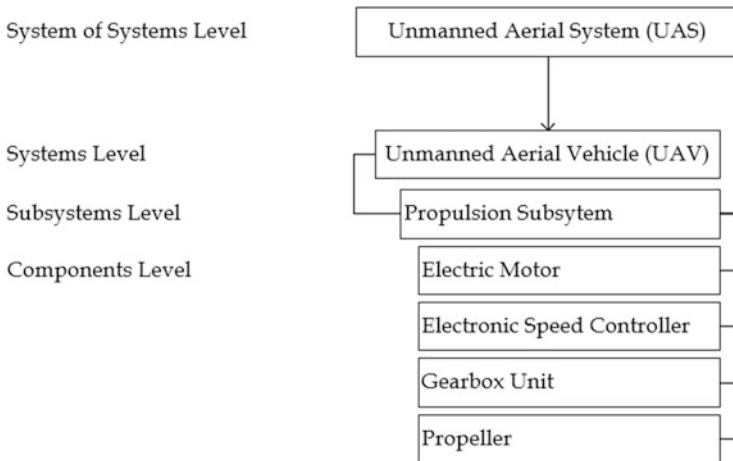 System of Systems Level
Unmanned Aerial System (UAS)
Systems Level
Unmanned Aerial Vehicle (UAV)
Subsystems Level
Propulsion Subsytem
Components Level
Electric Motor
Electronic Speed Controller
Gearbox Unit
Propeller